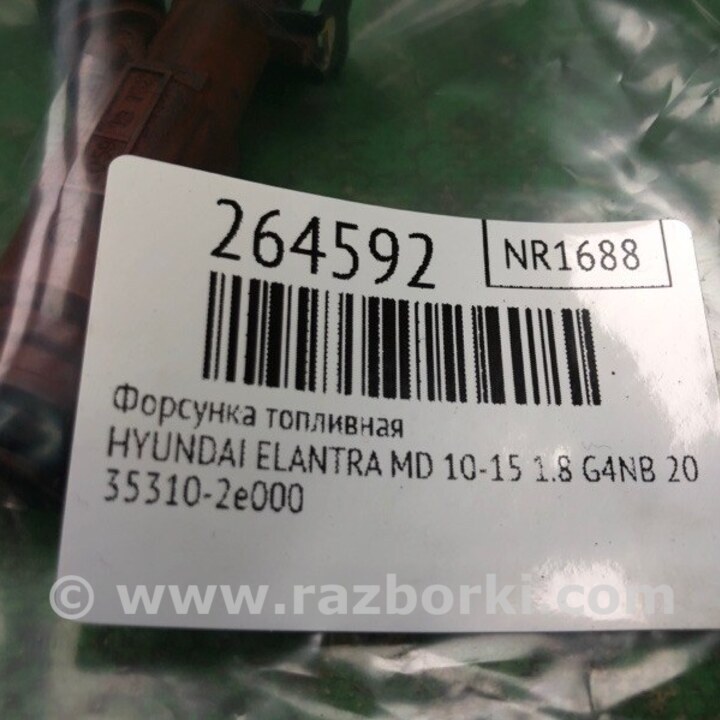 264592
NR1688
Форсунка топливная
HYUNDAI ELANTRA MD 10-15 1.8 G4NB 20
35310-2e000
© www.razborki.com